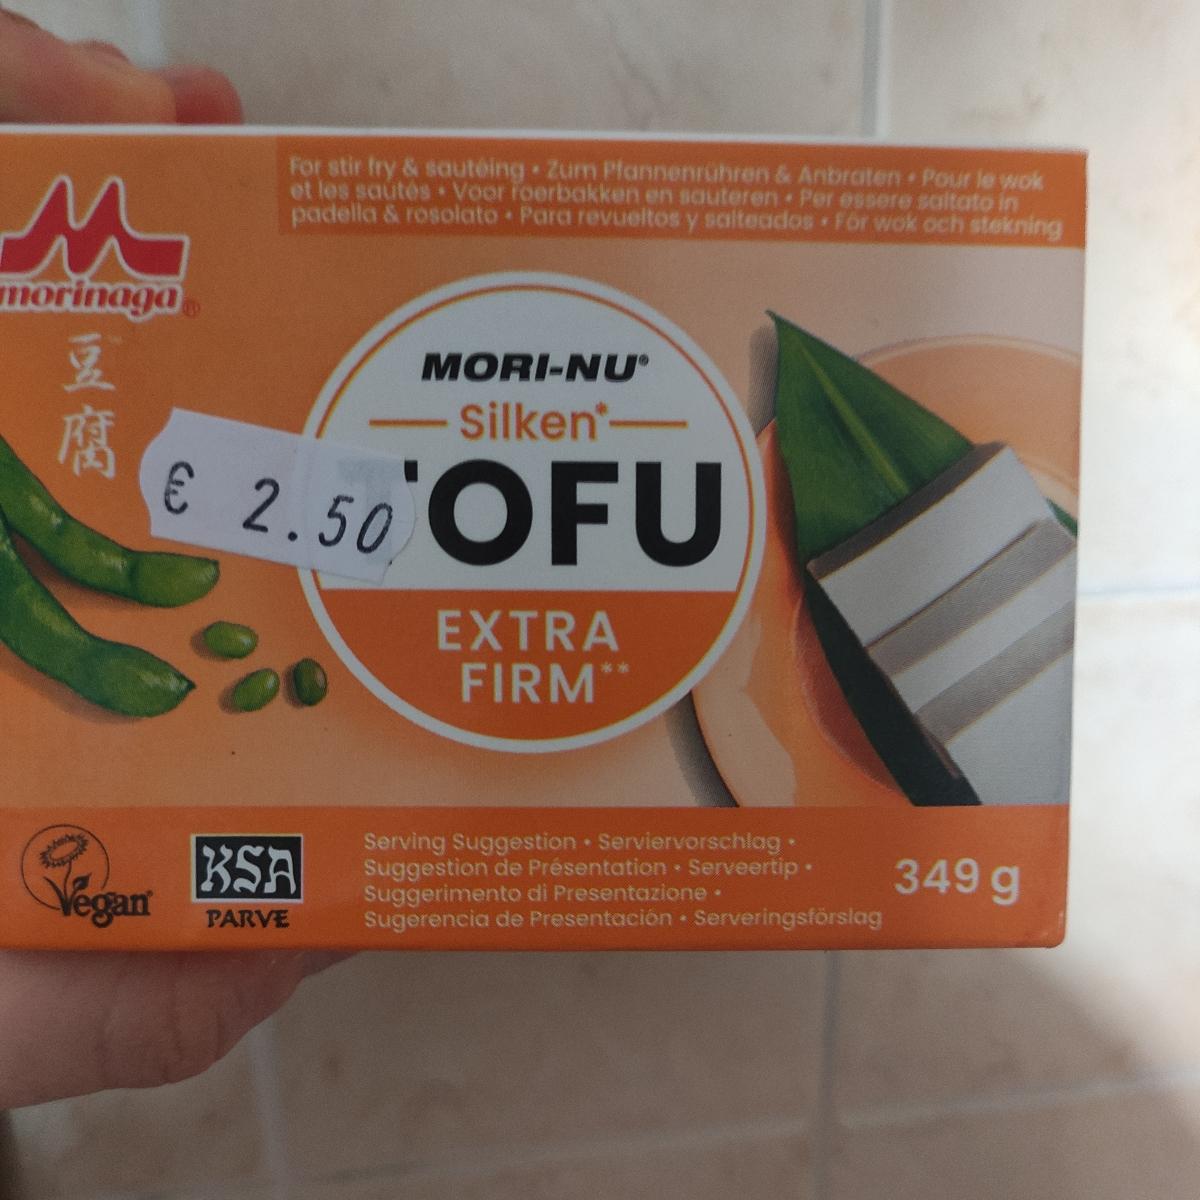 For stir fry & sautéing • Zum Pfannenrühren & Anbraten • Pour le wok
et les sautés • Voor roerbakken en sauteren • Per essere saltato in
padella & rosolato • Para revueltos y salteados • För wok och stekning
morinaga®
豆腐
MORI-NU®
Silken*
TOFU
€ 2.50
EXTRA
FIRM**
Vegan
KSA
PARVE
Serving Suggestion • Serviervorschlag •
Suggestion de Présentation • Serveertip •
Suggerimento di Presentazione •
Sugerencia de Presentación • Serveringsförslag
349 g